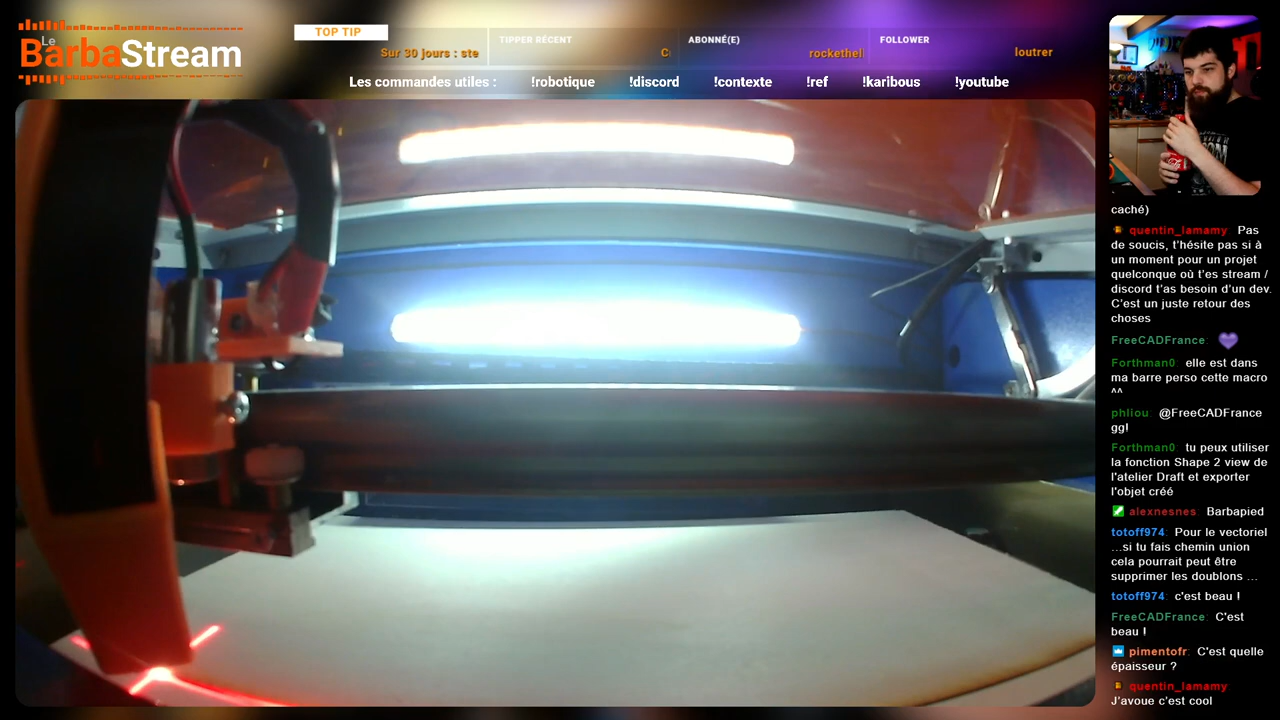 Le
BarbaStream
TOP TIP
Sur 30 jours : ste
TIPPER RÉCENT
C
ABONNÉ(E)
rockethel
FOLLOWER
loutrer
Les commandes utiles : !robotique !discord !contexte !ref !karibous !youtube
caché)
quentin_lamamy Pas
de soucis, t'hésite pas si à
un moment pour un projet
quelconque où t'es stream /
discord t'as besoin d'un dev.
C'est un juste retour des
choses
FreeCADFrance:
Forthman0: elle est dans
ma barre perso cette macro
^^
phliou: @FreeCADFrance
gg!
Forthman0: tu peux utiliser
la fonction Shape 2 view de
l'atelier Draft et exporter
l'objet créé
alexnesnes Barbapied
totoff974: Pour le vectoriel
...si tu fais chemin union
cela pourrait peut être
supprimer les doublons ...
totoff974: c'est beau !
FreeCADFrance: C'est
beau !
pimentofr: C'est quelle
épaisseur ?
quentin_lamamy
J'avoue c'est cool